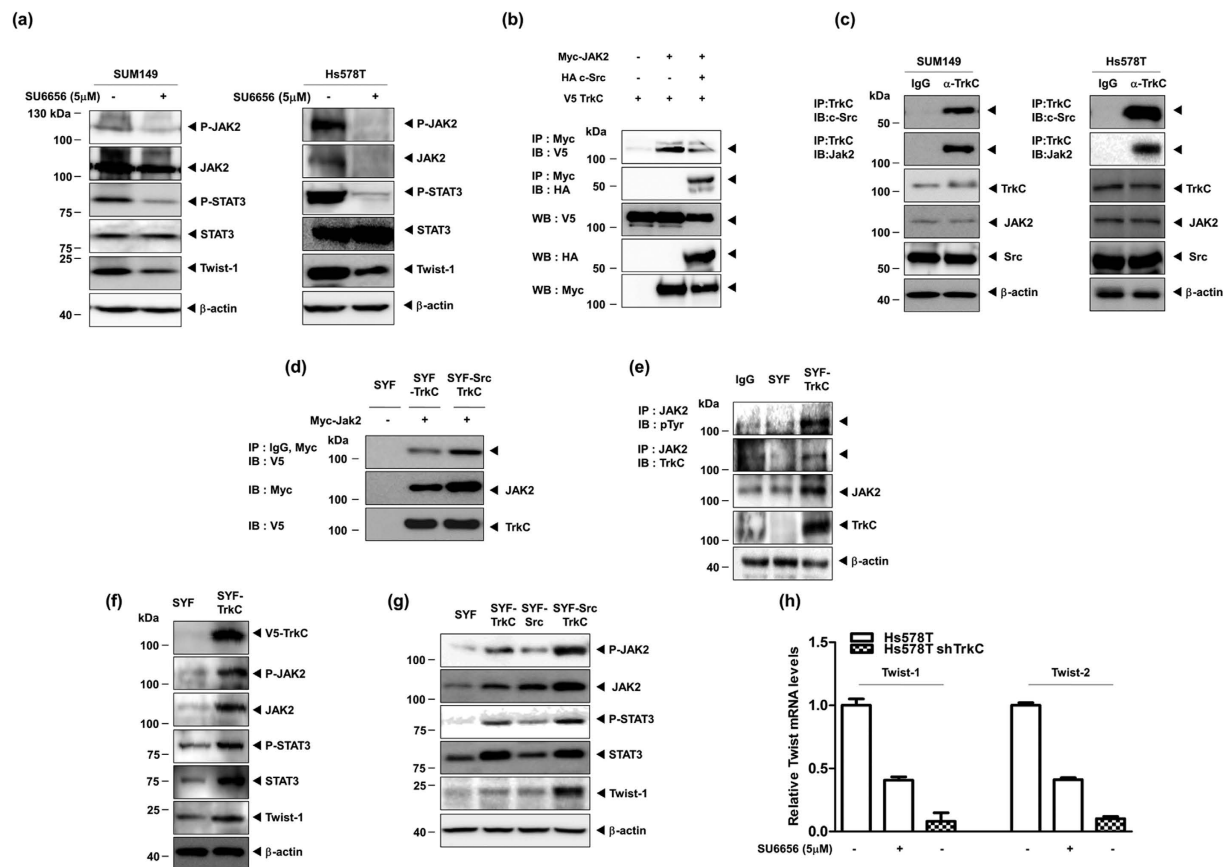 (a)
SUM149
SU6656 (5μM) - +
130 kDa
100
75
75
25
40
P-JAK2
JAK2
P-STAT3
STAT3
Twist-1
β-actin
Hs578T
SU6656 (5μM) - +
P-JAK2
JAK2
P-STAT3
STAT3
Twist-1
β-actin
(b)
Myc-JAK2 - + +
HA c-Src - - +
V5 TrkC + + +
kDa
IP : Myc
IB : V5
100
IP : Myc
IB : HA
50
WB : V5
100
WB : HA
50
WB : Myc
100
(c)
SUM149
IgG α-TrkC
kDa
IP:TrkC
IB:c-Src
50
IP:TrkC
IB:Jak2
100
100 TrkC
100 JAK2
50 Src
40 β-actin
Hs578T
IgG α-TrkC
IP:TrkC
IB:c-Src
IP:TrkC
IB:Jak2
TrkC
JAK2
Src
β-actin
(d)
SYF
SYF
-TrkC
SYF-Src
TrkC
Myc-Jak2 - + +
kDa
IP : IgG, Myc
IB : V5
100
IB : Myc 100 JAK2
IB : V5 100 TrkC
(e)
IgG SYF SYF-
TrkC
kDa
IP : JAK2
IB : pTyr
100
IP : JAK2
IB : TrkC
100
100 JAK2
100 TrkC
40 β-actin
(f)
SYF SYF-
TrkC
kDa
100 V5-TrkC
100 P-JAK2
100 JAK2
75 P-STAT3
75 STAT3
25 Twist-1
40 β-actin
(g)
SYF
SYF-
TrkC
SYF-
Src
SYF-Src
TrkC
kDa
100 P-JAK2
100 JAK2
75 P-STAT3
75 STAT3
25 Twist-1
40 β-actin
(h)
Hs578T
Hs578T shTrkC
Relative Twist mRNA levels
1.5
1.0
0.5
0.0
Twist-1 Twist-2
SU6656 (5μM) - + - - + -